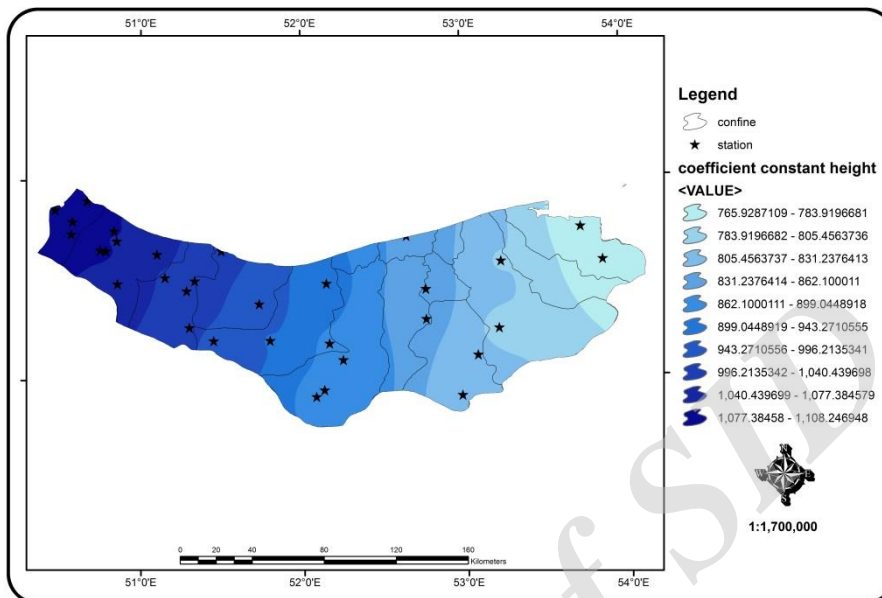 51°0'E 52°0'E 53°0'E 54°0'E
Legend
confine
station
coefficient constant height
<VALUE>
765.9287109 - 783.9196681
783.9196682 - 805.4563736
805.4563737 - 831.2376413
831.2376414 - 862.100011
862.1000111 - 899.0448918
899.0448919 - 943.2710555
943.2710556 - 996.2135341
996.2135342 - 1,040.439698
1,040.439699 - 1,077.384579
1,077.38458 - 1,108.246948
N
W E
S
1:1,700,000
0 20 40 80 120 160
Kilometers
51°0'E 52°0'E 53°0'E 54°0'E
of SID